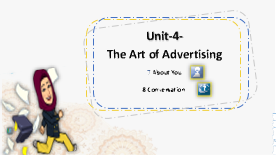 Unit-4-
The Art of Advertising
7 About You
8 Conversation